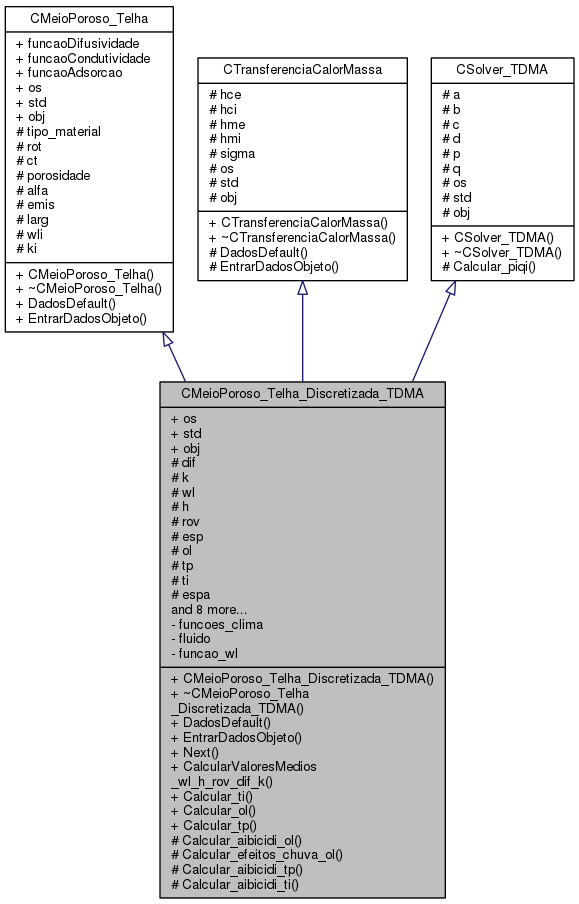 CMeioPoroso_Telha
+ funcaoDifusividade
+ funcaoCondutividade
+ funcaoAdsorcao
+ os
+ std
+ obj
# tipo_material
# rot
# ct
# porosidade
# alfa
# emis
# larg
# wli
# ki
+ CMeioPoroso_Telha()
+ ~CMeioPoroso_Telha()
+ DadosDefault()
+ EntrarDadosObjeto()
CTransferenciaCalorMassa
# hce
# hci
# hme
# hmi
# sigma
# os
# std
# obj
+ CTransferenciaCalorMassa()
+ ~CTransferenciaCalorMassa()
# DadosDefault()
# EntrarDadosObjeto()
CSolver_TDMA
# a
# b
# c
# d
# p
# q
# os
# std
# obj
+ CSolver_TDMA()
+ ~CSolver_TDMA()
# Calcular_piqi()
CMeioPoroso_Telha_Discretizada_TDMA
+ os
+ std
+ obj
# dif
# k
# wl
# h
# rov
# esp
# ol
# tp
# ti
# espa
and 8 more...
- funcoes_clima
- fluido
- funcao_wl
+ CMeioPoroso_Telha_Discretizada_TDMA()
+ ~CMeioPoroso_Telha
_Discretizada_TDMA()
+ DadosDefault()
+ EntrarDadosObjeto()
+ Next()
+ CalcularValoresMedios
_wl_h_rov_dif_k()
+ Calcular_ti()
+ Calcular_ol()
+ Calcular_tp()
# Calcular_aibicidi_ol()
# Calcular_efeitos_chuva_ol()
# Calcular_aibicidi_tp()
# Calcular_aibicidi_ti()